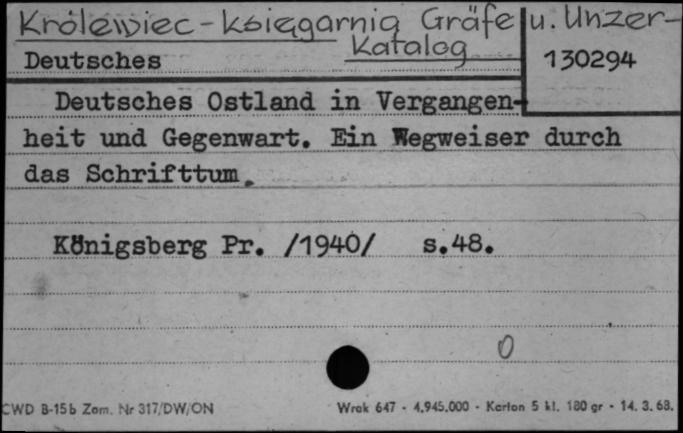 Królewiec - księgarnia Gräfe u. Unzer-
Katalog
Deutsches
130294
Deutsches Ostland in Vergangen-
heit und Gegenwart. Ein Wegweiser durch
das Schrifttum.
Königsberg Pr. /1940/ s.48.
0
CWD B-15b Zam. Nr 317/DW/ON
Wrak 647 - 4.945.000 - Karton 5 kl. 180 gr - 14. 3. 68.